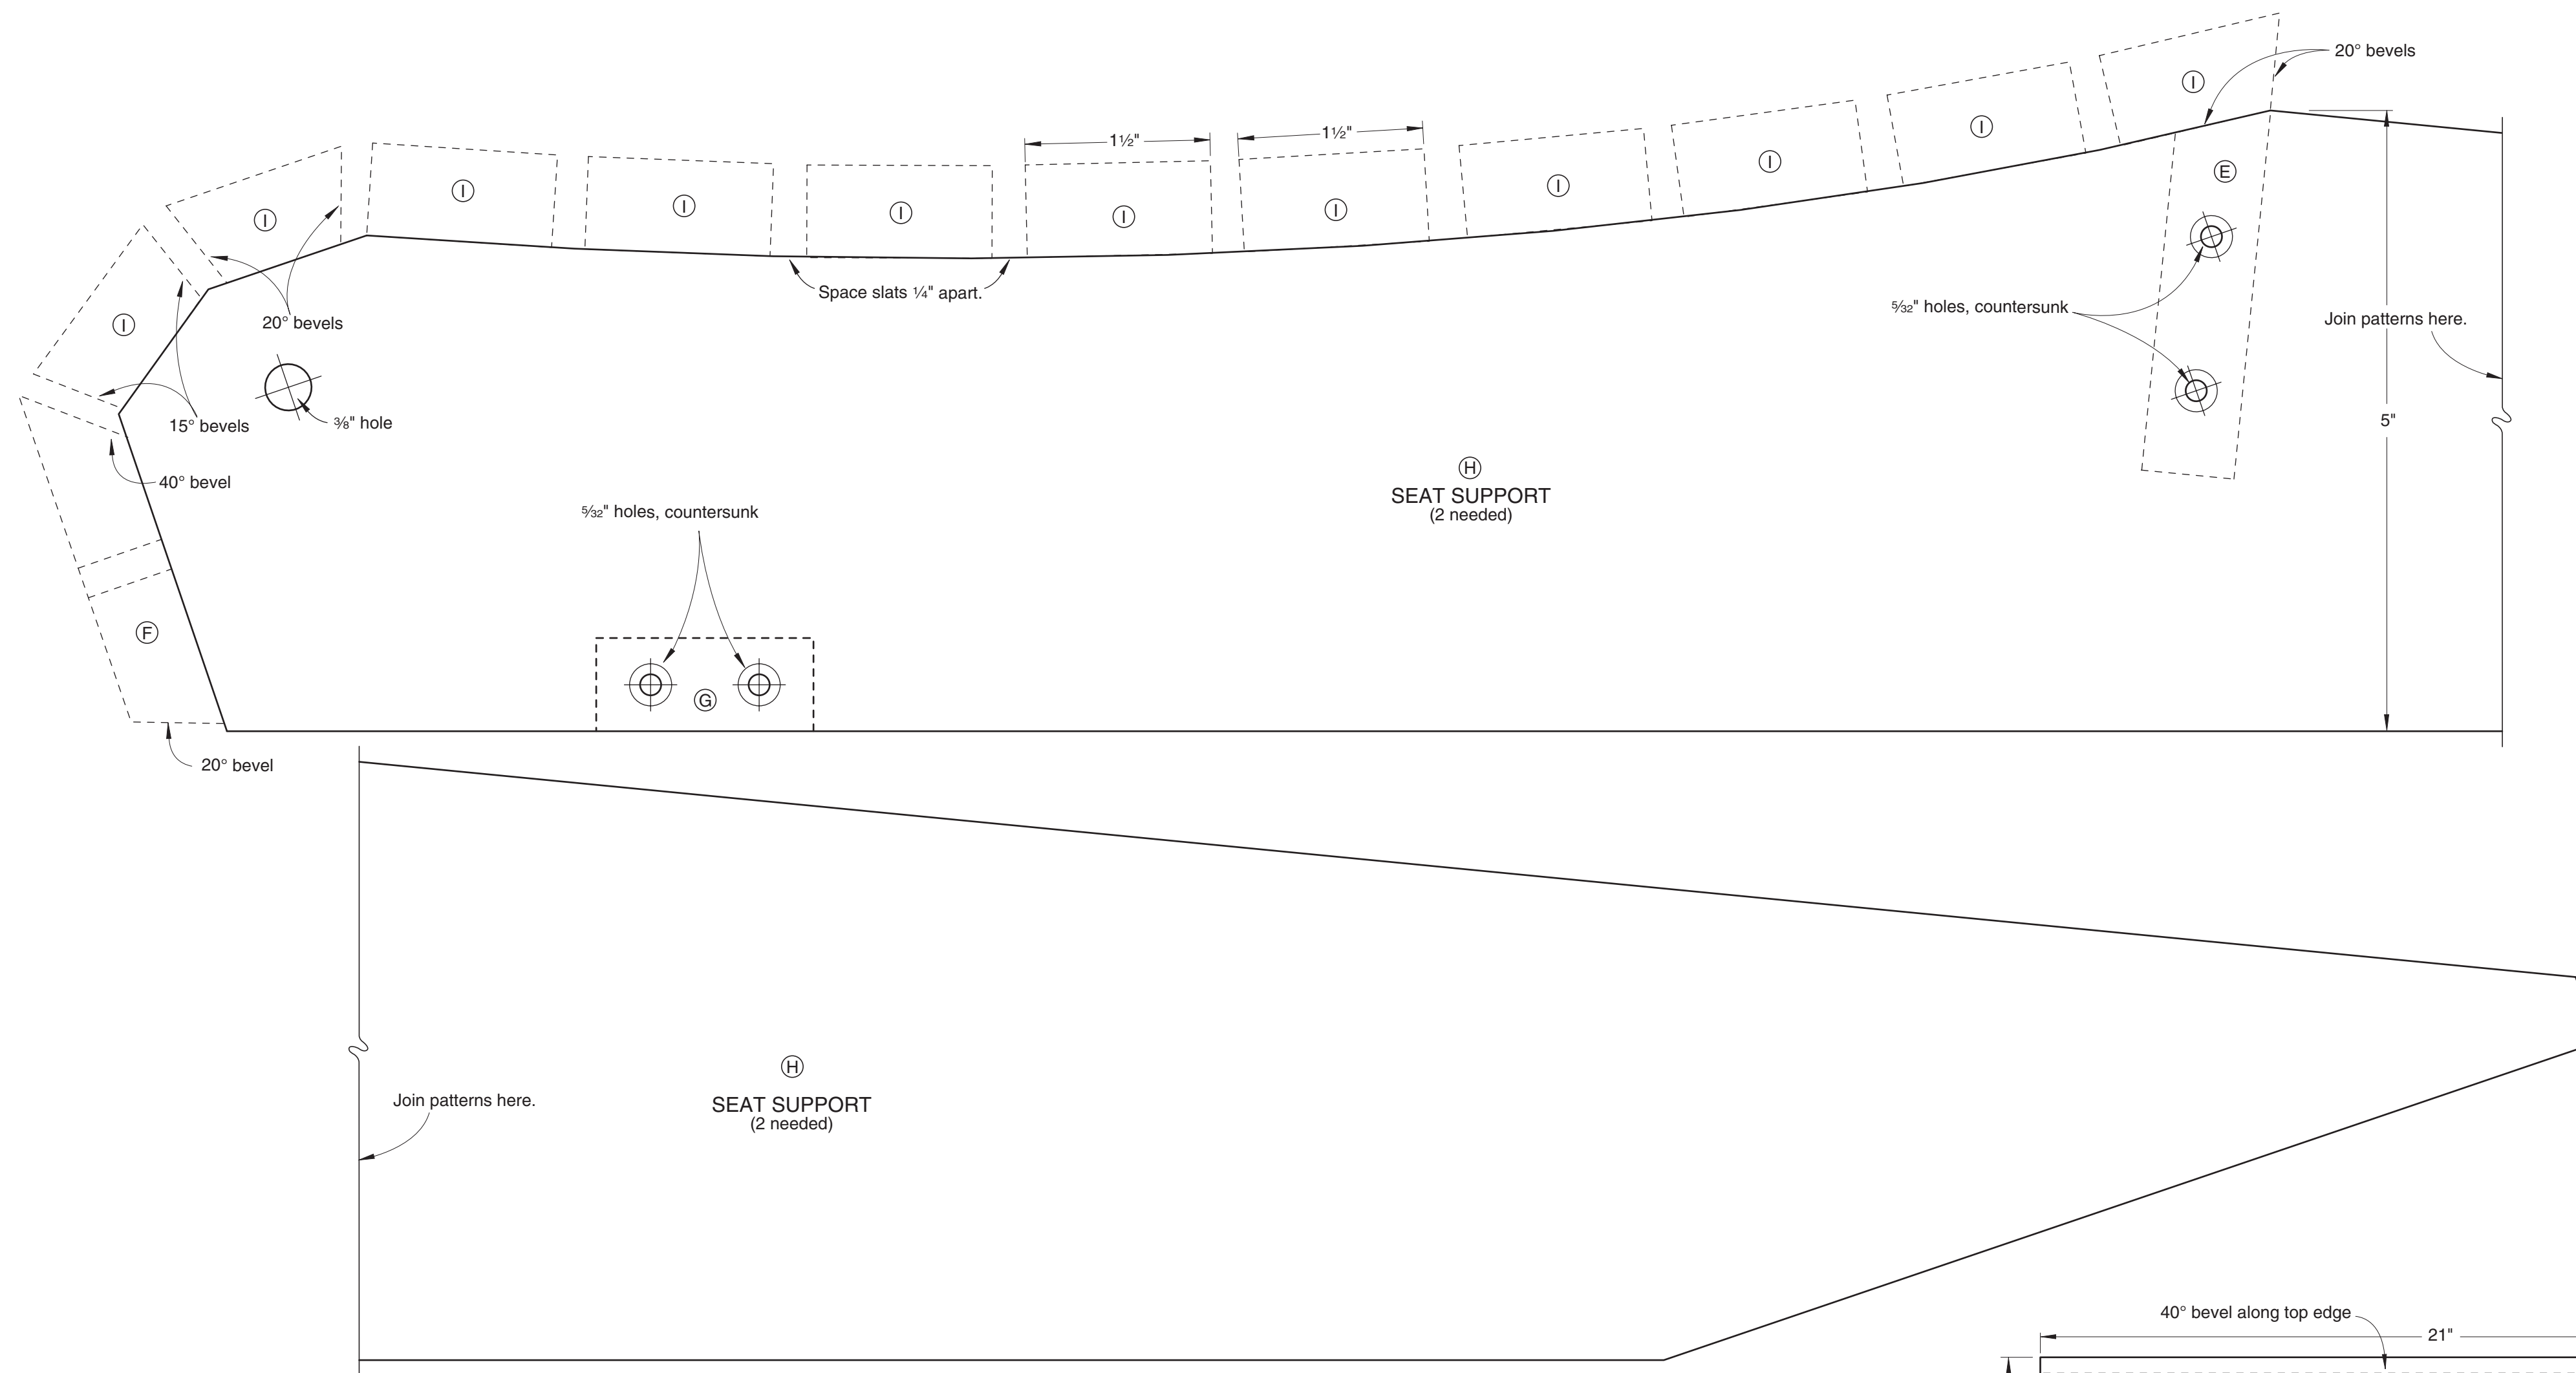 20° bevels
I
1½"
1½"
I
I
E
I
I
I
I
I
I
I
I
Space slats ¼" apart.
5/32" holes, countersunk
Join patterns here.
20° bevels
I
15° bevels
3/8" hole
5"
40° bevel
H
SEAT SUPPORT
(2 needed)
5/32" holes, countersunk
F
G
20° bevel
H
Join patterns here.
SEAT SUPPORT
(2 needed)
40° bevel along top edge
21"